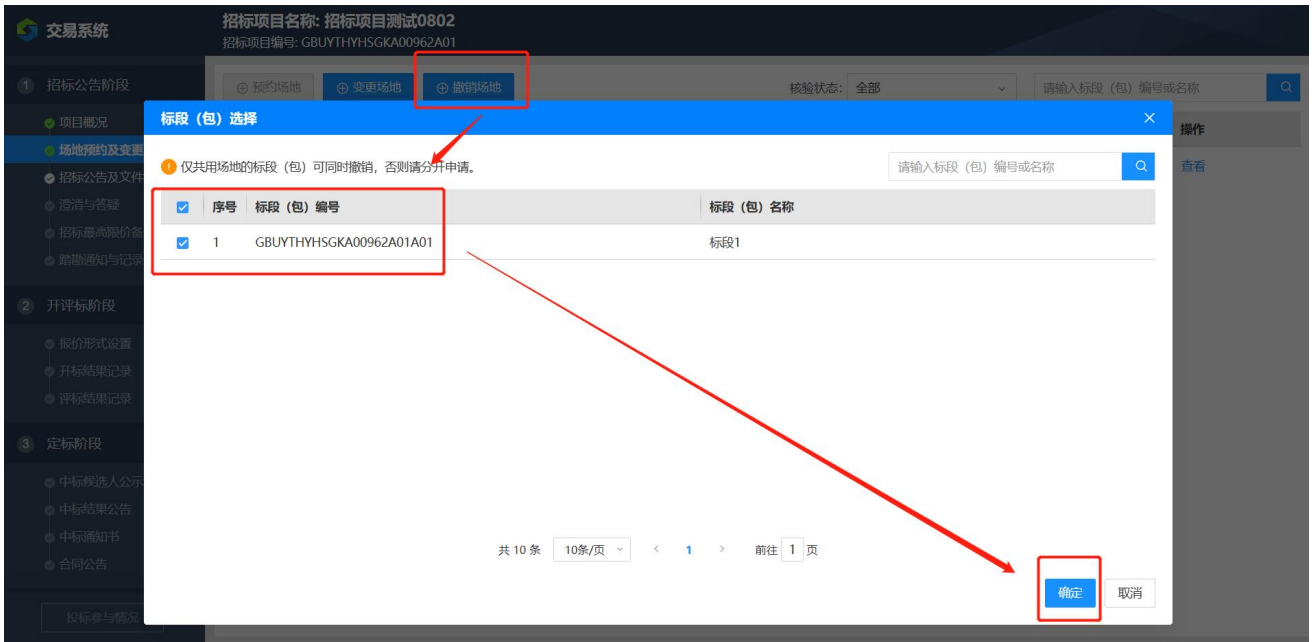 交易系统
招标项目名称: 招标项目测试0802
招标项目编号: GBUYTHYHSGKA00962A01
1 招标公告阶段
项目概况
场地预约及变更
招标公告及文件
澄清与答疑
招标最高限价备
踏勘通知与记录
2 开评标阶段
报价形式设置
开标结果记录
评标结果记录
3 定标阶段
中标候选人公示
中标结果公告
中标通知书
合同公告
投标参与情况
预约场地 变更场地 撤销场地 核验状态: 全部 请输入标段（包）编号或名称
操作
查看
标段（包）选择
仅共用场地的标段（包）可同时撤销，否则请分开申请。 请输入标段（包）编号或名称
序号 标段（包）编号 标段（包）名称
1 GBUYTHYHSGKA00962A01A01 标段1
共 10 条 10条/页 < 1 > 前往 1 页
确定 取消